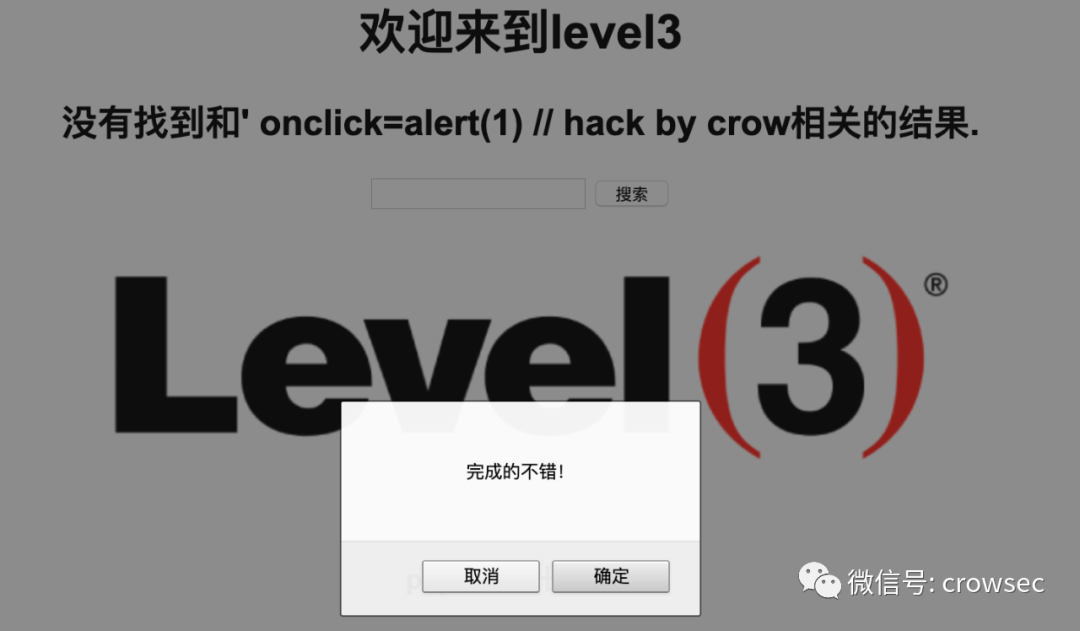 欢迎来到level3
没有找到和' onclick=alert(1) // hack by crow相关的结果.
搜索
Level(3)®
完成的不错!
取消
确定
微信号: crowsec